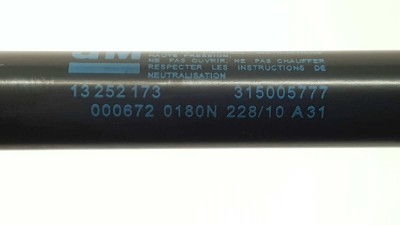 GM
HAUTE PRESSION.
NE PAS OUVRIR. NE PAS CHAUFFER
RESPECTER LES INSTRUCTIONS DE
NEUTRALISATION
13 252 173 315005777
000672 0180N 228/10 A31